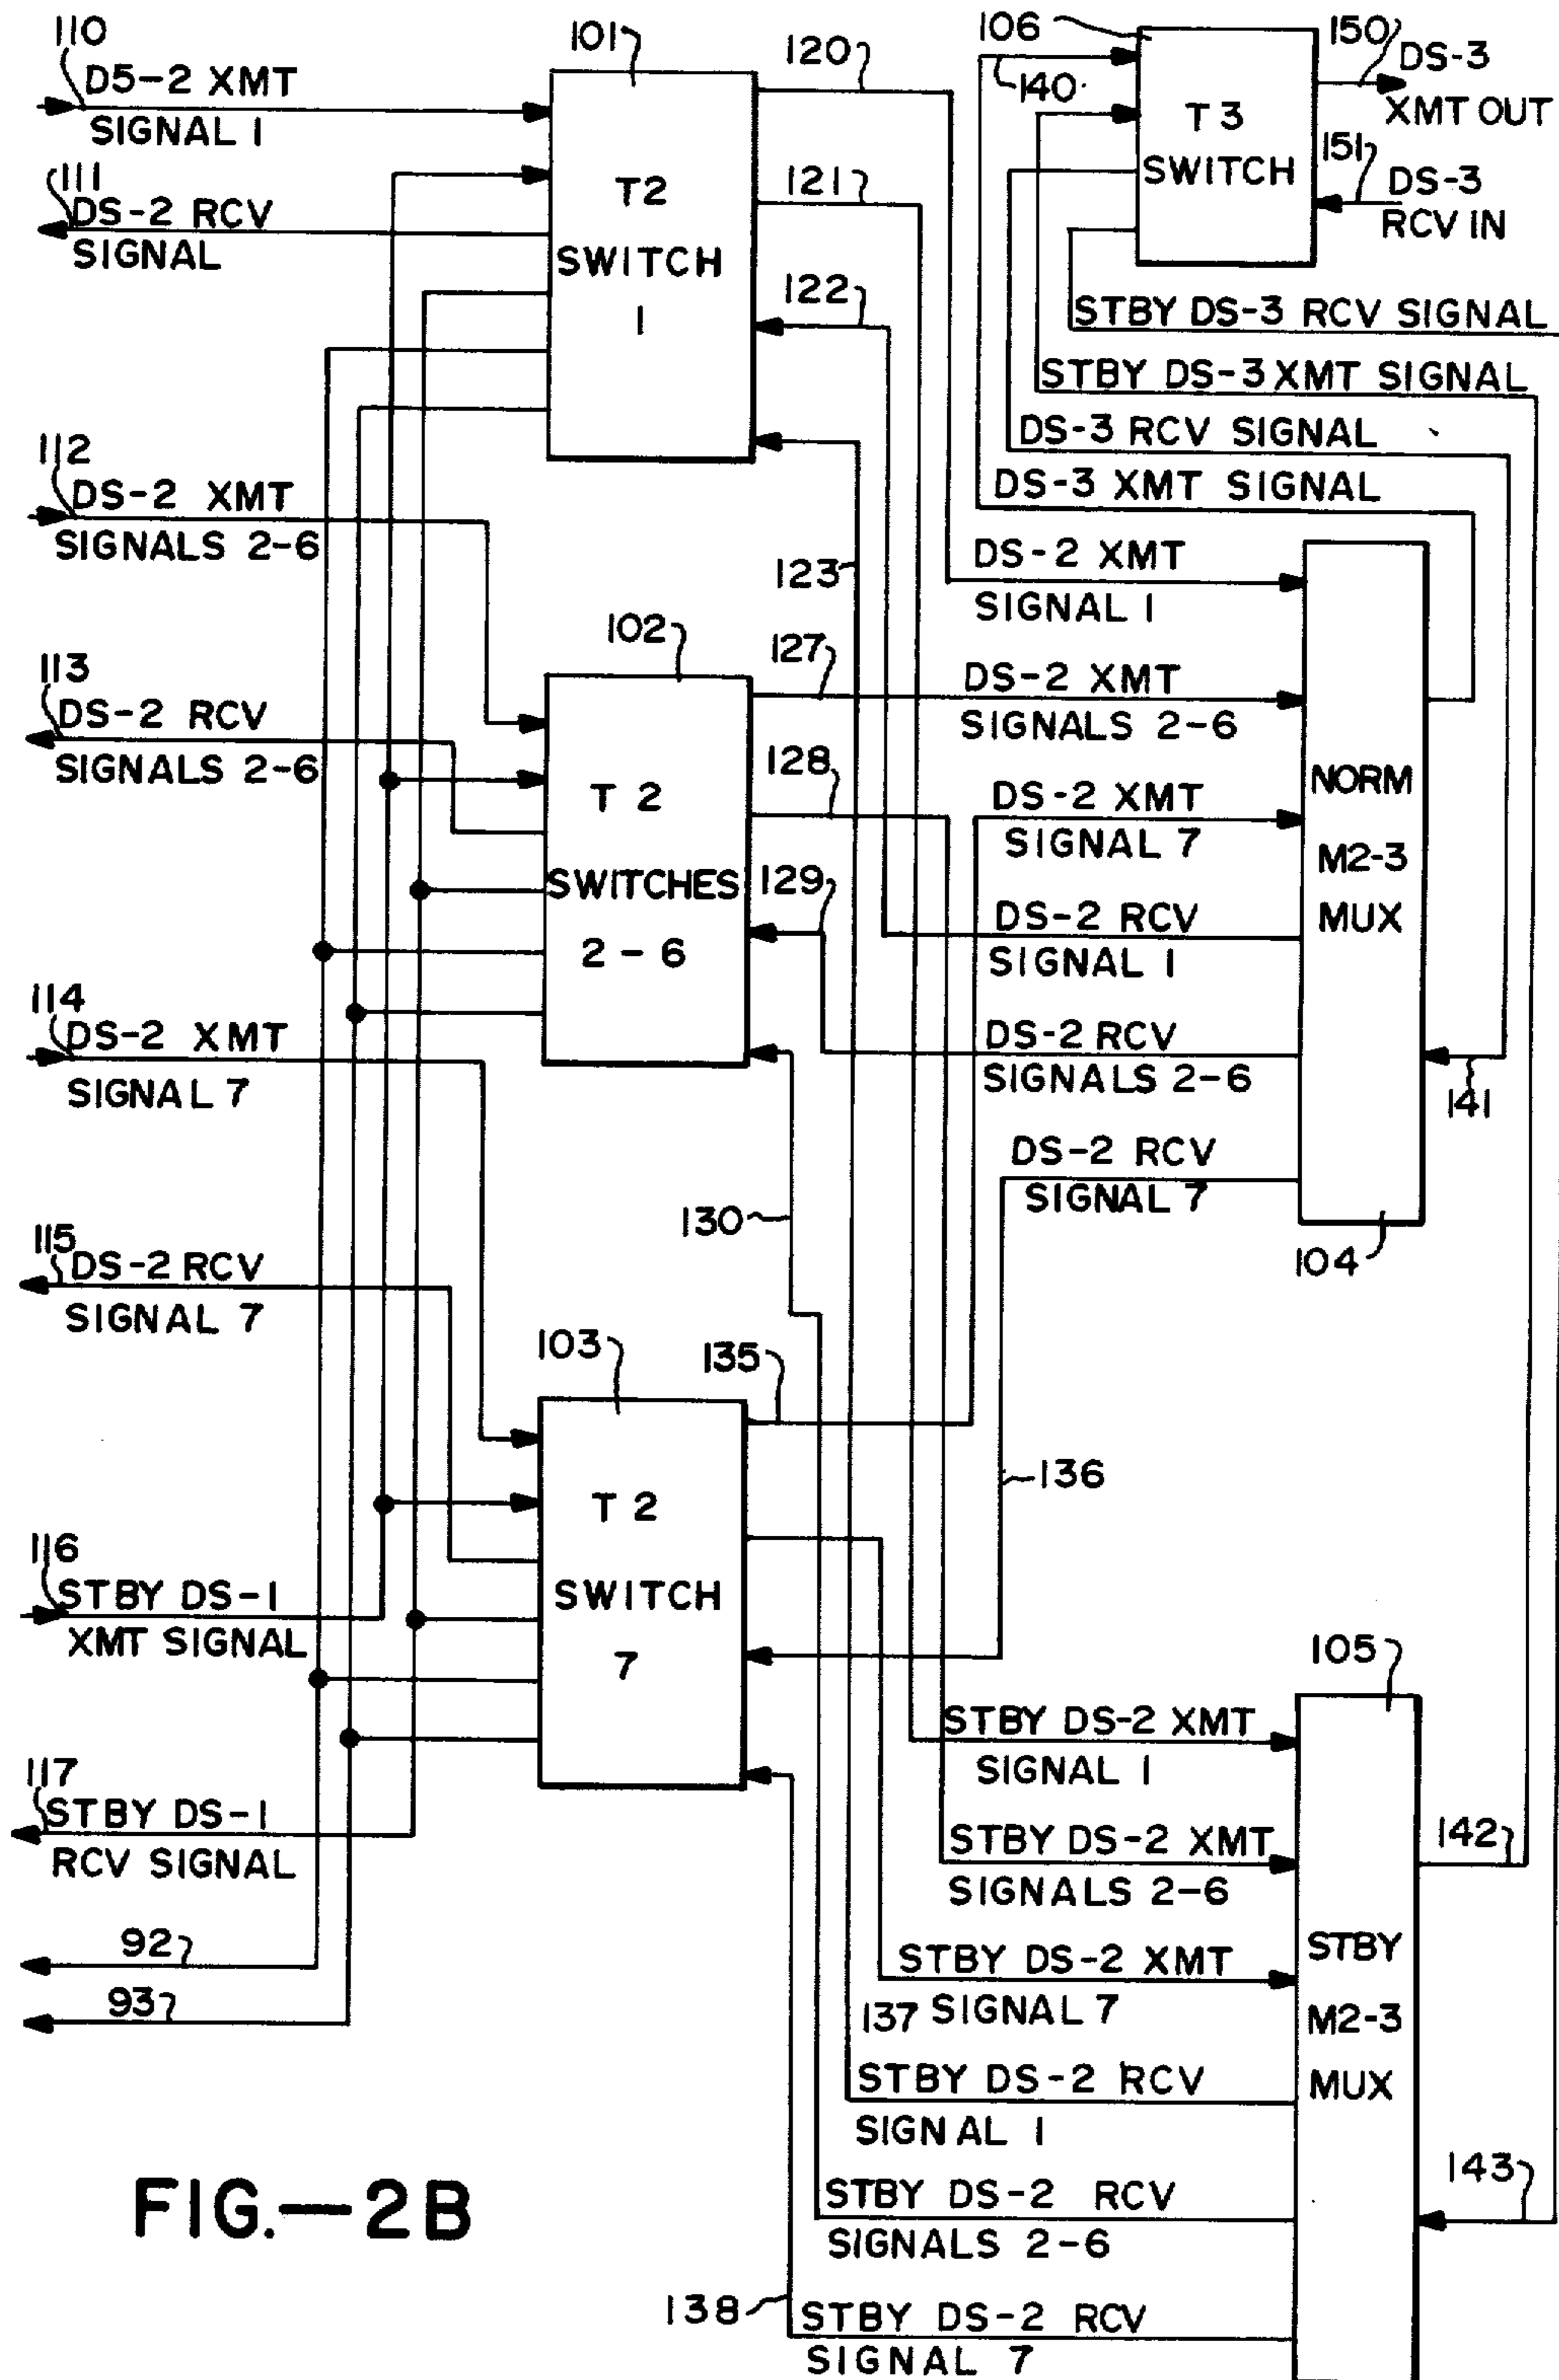 110
D5-2 XMT
SIGNAL 1
111
DS-2 RCV
SIGNAL
112
DS-2 XMT
SIGNALS 2-6
113
DS-2 RCV
SIGNALS 2-6
114
DS-2 XMT
SIGNAL 7
115
DS-2 RCV
SIGNAL 7
116
STBY DS-1
XMT SIGNAL
117
STBY DS-1
RCV SIGNAL
92
93
101
T2
SWITCH
1
102
T 2
SWITCHES
2-6
103
T 2
SWITCH
7
120
121
122
123
127
128
129
130
135
136
137
138
106
140
T 3
SWITCH
150
DS-3
XMT OUT
151
DS-3
RCV IN
STBY DS-3 RCV SIGNAL
STBY DS-3 XMT SIGNAL
DS-3 RCV SIGNAL
DS-3 XMT SIGNAL
DS-2 XMT
SIGNAL 1
DS-2 XMT
SIGNALS 2-6
DS-2 XMT
SIGNAL 7
DS-2 RCV
SIGNAL 1
DS-2 RCV
SIGNALS 2-6
DS-2 RCV
SIGNAL 7
NORM
M2-3
MUX
141
104
105
STBY DS-2 XMT
SIGNAL 1
STBY DS-2 XMT
SIGNALS 2-6
STBY DS-2 XMT
SIGNAL 7
STBY DS-2 RCV
SIGNAL 1
STBY DS-2 RCV
SIGNALS 2-6
STBY DS-2 RCV
SIGNAL 7
STBY
M2-3
MUX
142
143
FIG.—2B